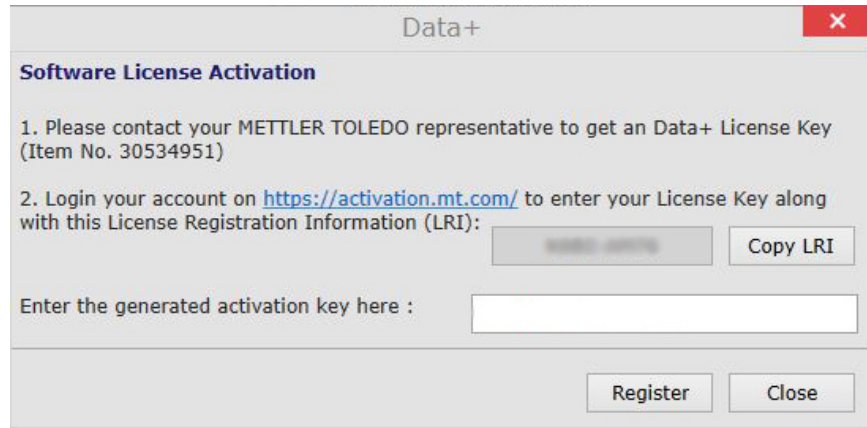 Data+
Software License Activation
1. Please contact your METTLER TOLEDO representative to get an Data+ License Key
(Item No. 30534951)
2. Login your account on https://activation.mt.com/ to enter your License Key along
with this License Registration Information (LRI):
Copy LRI
Enter the generated activation key here :
Register
Close